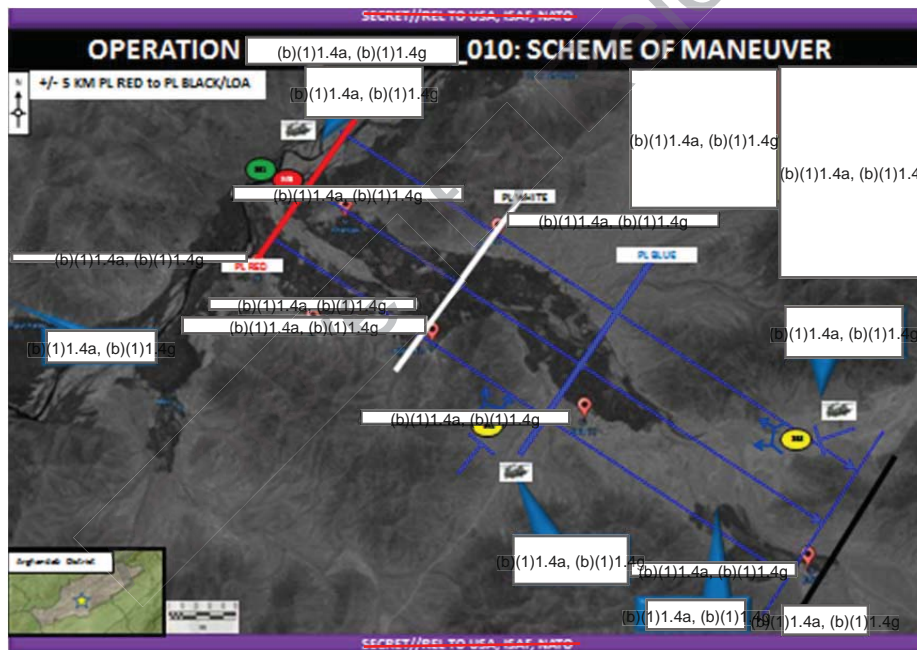 SECRET//REL TO USA, ISAF, NATO
OPERATION (b)(1)1.4a, (b)(1)1.4g _010: SCHEME OF MANEUVER
+/- 5 KM PL RED to PL BLACK/LOA
N
(b)(1)1.4a, (b)(1)1.4g
(b)(1)1.4a, (b)(1)1.4g
(b)(1)1.4a, (b)(1)1.4
(b)(1)1.4a, (b)(1)1.4g
PL WHITE
(b)(1)1.4a, (b)(1)1.4g
(b)(1)1.4a, (b)(1)1.4g
PL RED
PL BLUE
(b)(1)1.4a, (b)(1)1.4g
(b)(1)1.4a, (b)(1)1.4g
(b)(1)1.4a, (b)(1)1.4g
(b)(1)1.4a, (b)(1)1.4g
(b)(1)1.4a, (b)(1)1.4g
(b)(1)1.4a, (b)(1)1.4g
(b)(1)1.4a, (b)(1)1.4g
(b)(1)1.4a, (b)(1)1.4g
(b)(1)1.4a, (b)(1)1.4g
Arghandab District
SECRET//REL TO USA, ISAF, NATO